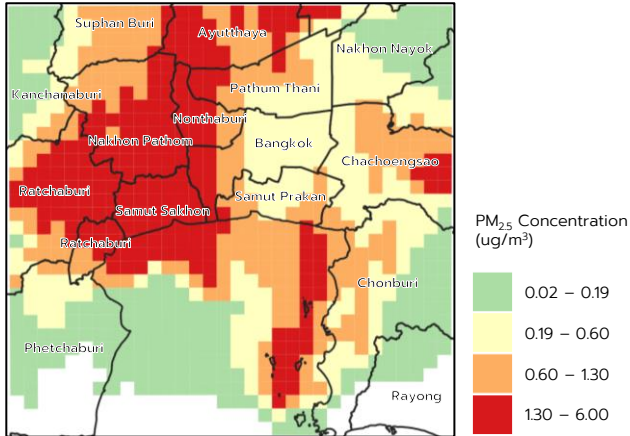 Suphan Buri
Ayutthaya
Nakhon Nayok
Kanchanaburi
Pathum Thani
Nonthaburi
Nakhon Pathom
Bangkok
Chachoengsao
Ratchaburi
Samut Prakan
Samut Sakhon
Ratchaburi
Chonburi
Phetchaburi
Rayong
PM2.5 Concentration
(ug/m³)
0.02 – 0.19
0.19 – 0.60
0.60 – 1.30
1.30 – 6.00